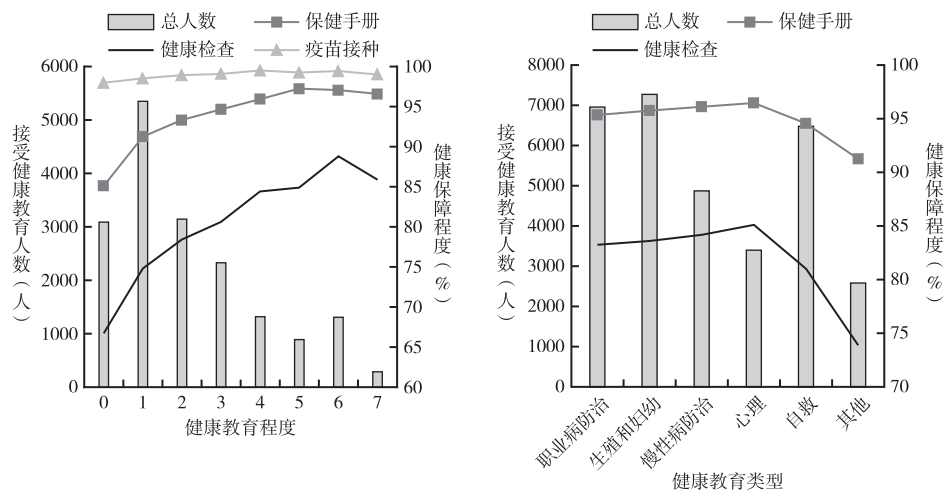 总人数 保健手册
健康检查 疫苗接种
接受健康教育人数(人)
6000
5000
4000
3000
2000
1000
0
100
95
90
85
80
75
70
65
60
健康保障程度(%)
0 1 2 3 4 5 6 7
健康教育程度
总人数 保健手册
健康检查
接受健康教育人数(人)
8000
7000
6000
5000
4000
3000
2000
1000
0
100
95
90
85
80
75
70
健康保障程度(%)
职业病防治 生殖和妇幼 慢性病防治 心理 自救 其他
健康教育类型